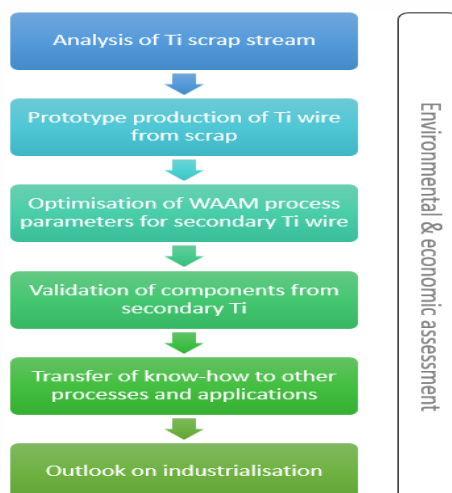 Analysis of Ti scrap stream
Prototype production of Ti wire
from scrap
Optimisation of WAAM process
parameters for secondary Ti wire
Validation of components from
secondary Ti
Transfer of know-how to other
processes and applications
Outlook on industrialisation
Environmental & economic assessment